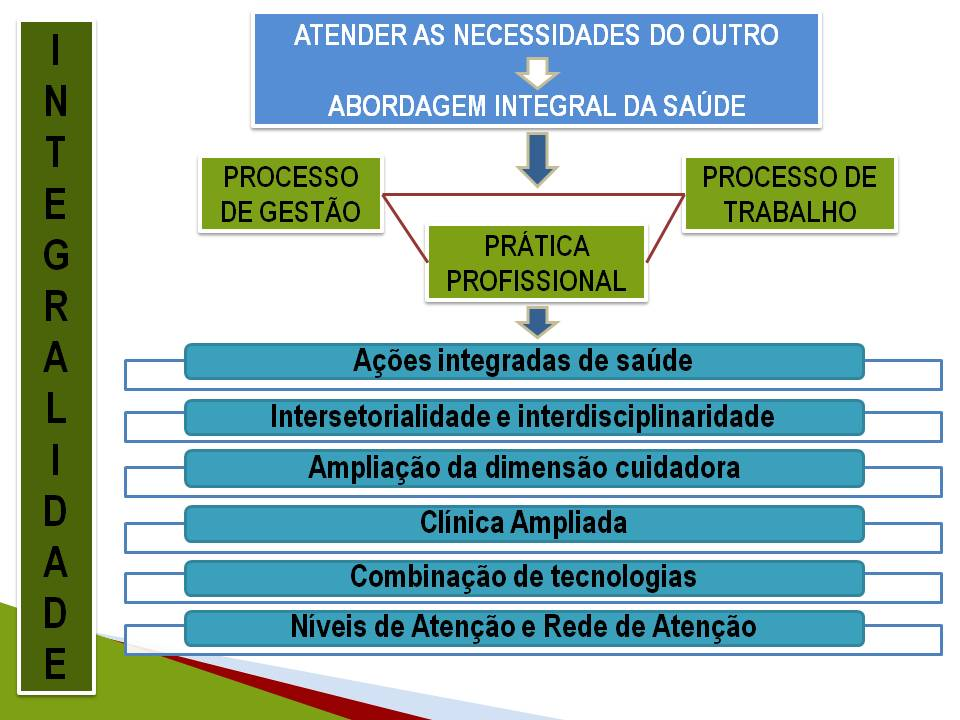 INTEGRALIDADE
ATENDER AS NECESSIDADES DO OUTRO
ABORDAGEM INTEGRAL DA SAÚDE
PROCESSO
DE GESTÃO
PROCESSO DE
TRABALHO
PRÁTICA
PROFISSIONAL
Ações integradas de saúde
Intersetorialidade e interdisciplinaridade
Ampliação da dimensão cuidadora
Clínica Ampliada
Combinação de tecnologias
Níveis de Atenção e Rede de Atenção